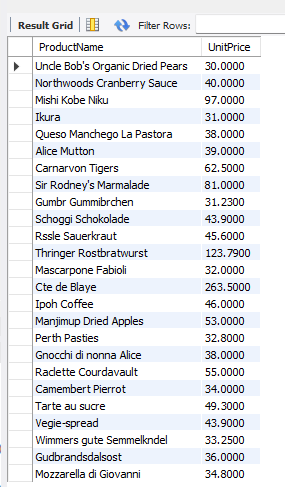 Result Grid Filter Rows:
ProductName UnitPrice
Uncle Bob's Organic Dried Pears 30.0000
Northwoods Cranberry Sauce 40.0000
Mishi Kobe Niku 97.0000
Ikura 31.0000
Queso Manchego La Pastora 38.0000
Alice Mutton 39.0000
Carnarvon Tigers 62.5000
Sir Rodney's Marmalade 81.0000
Gumbr Gummibrchen 31.2300
Schoggi Schokolade 43.9000
Rssle Sauerkraut 45.6000
Thringer Rostbratwurst 123.7900
Mascarpone Fabioli 32.0000
Cte de Blaye 263.5000
Ipoh Coffee 46.0000
Manjimup Dried Apples 53.0000
Perth Pasties 32.8000
Gnocchi di nonna Alice 38.0000
Raclette Courdavault 55.0000
Camembert Pierrot 34.0000
Tarte au sucre 49.3000
Vegie-spread 43.9000
Wimmers gute Semmelkndel 33.2500
Gudbrandsdalsost 36.0000
Mozzarella di Giovanni 34.8000